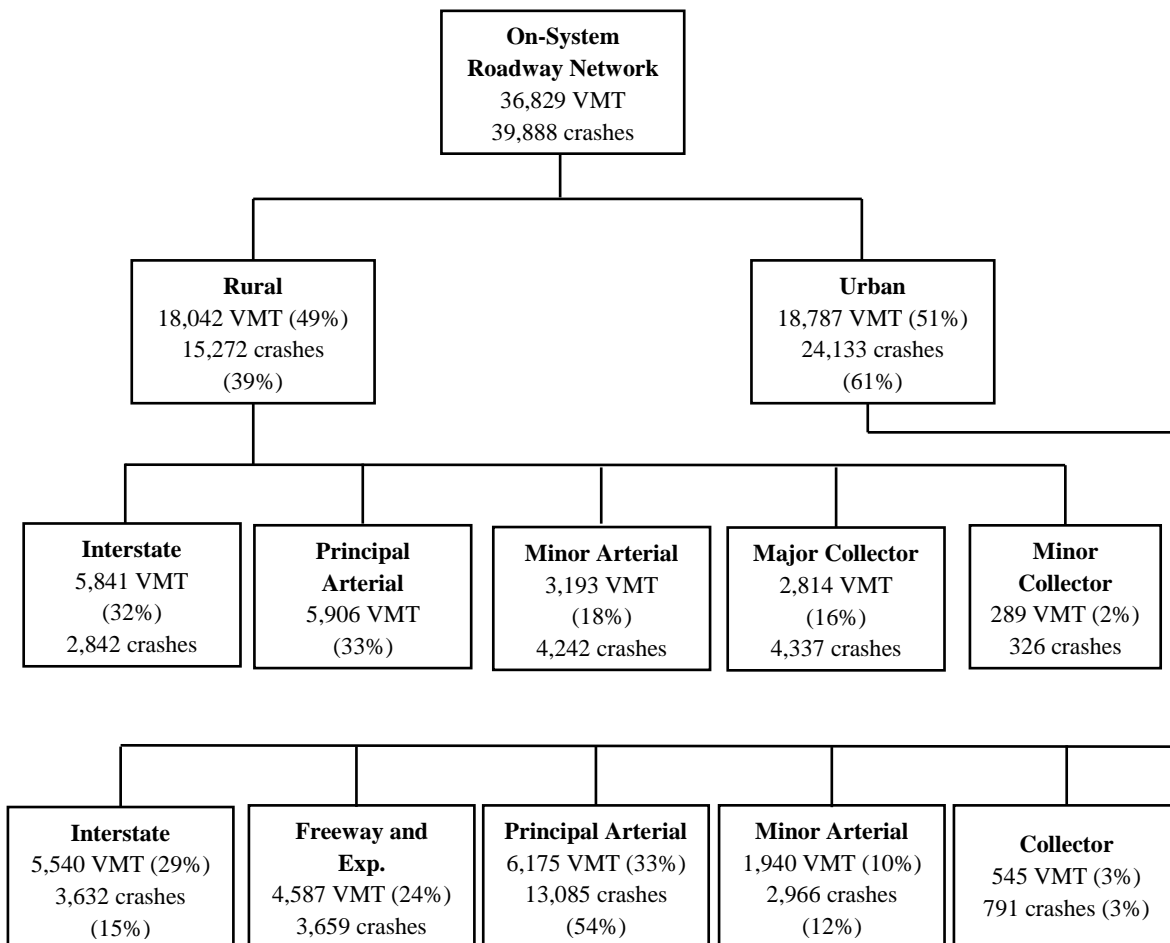 On-System
Roadway Network
36,829 VMT
39,888 crashes
Rural
18,042 VMT (49%)
15,272 crashes
(39%)
Urban
18,787 VMT (51%)
24,133 crashes
(61%)
Interstate
5,841 VMT
(32%)
2,842 crashes
Principal
Arterial
5,906 VMT
(33%)
Minor Arterial
3,193 VMT
(18%)
4,242 crashes
Major Collector
2,814 VMT
(16%)
4,337 crashes
Minor
Collector
289 VMT (2%)
326 crashes
Interstate
5,540 VMT (29%)
3,632 crashes
(15%)
Freeway and
Exp.
4,587 VMT (24%)
3,659 crashes
Principal Arterial
6,175 VMT (33%)
13,085 crashes
(54%)
Minor Arterial
1,940 VMT (10%)
2,966 crashes
(12%)
Collector
545 VMT (3%)
791 crashes (3%)